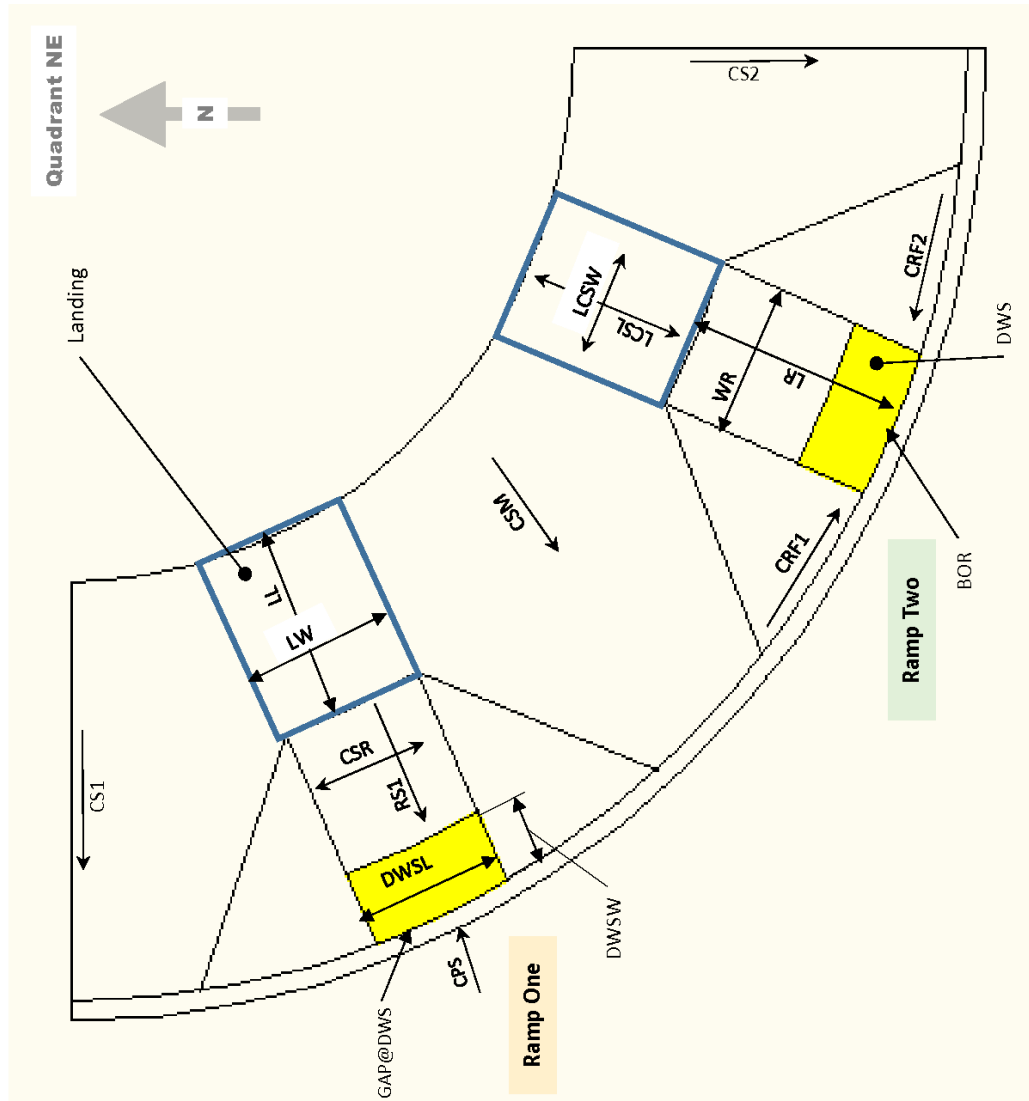 Quadrant NE
N
CS2
Landing
LCSW
LCSL
CRF2
DWS
WR
LR
CSM
LL
LW
CRF1
BOR
Ramp Two
CS1
CSR
RS1
DWSL
DWSW
CPS
GAP@DWS
Ramp One